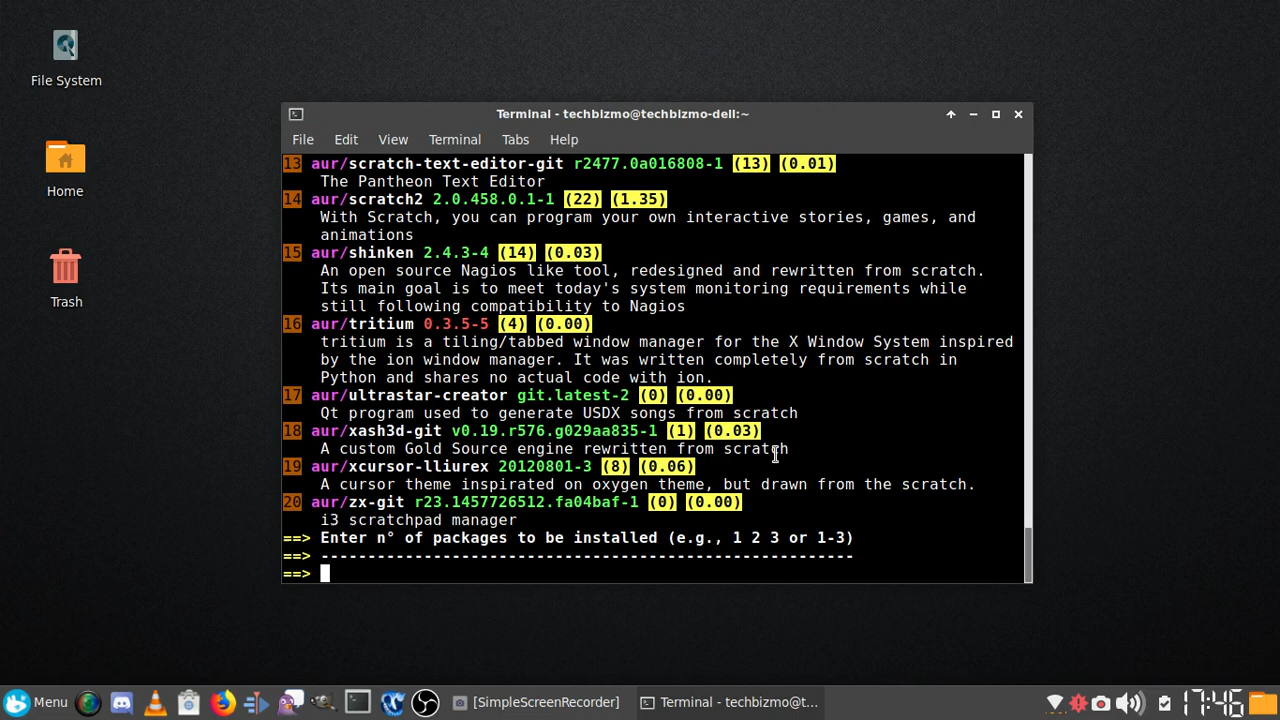 File System
Home
Trash
Terminal - techbizmo@techbizmo-dell:~
File Edit View Terminal Tabs Help
13 aur/scratch-text-editor-git r2477.0a016808-1 (13) (0.01)
The Pantheon Text Editor
14 aur/scratch2 2.0.458.0.1-1 (22) (1.35)
With Scratch, you can program your own interactive stories, games, and
animations
15 aur/shinken 2.4.3-4 (14) (0.03)
An open source Nagios like tool, redesigned and rewritten from scratch.
Its main goal is to meet today's system monitoring requirements while
still following compatibility to Nagios
16 aur/tritium 0.3.5-5 (4) (0.00)
tritium is a tiling/tabbed window manager for the X Window System inspired
by the ion window manager. It was written completely from scratch in
Python and shares no actual code with ion.
17 aur/ultrastar-creator git.latest-2 (0) (0.00)
Qt program used to generate USDX songs from scratch
18 aur/xash3d-git v0.19.r576.g029aa835-1 (1) (0.03)
A custom Gold Source engine rewritten from scratch
19 aur/xcursor-lliurex 20120801-3 (8) (0.06)
A cursor theme inspirated on oxygen theme, but drawn from the scratch.
20 aur/zx-git r23.1457726512.fa04baf-1 (0) (0.00)
i3 scratchpad manager
==> Enter n° of packages to be installed (e.g., 1 2 3 or 1-3)
==> ---------------------------------------------------------
==>
Menu [SimpleScreenRecorder] Terminal - techbizmo@t... 17:46